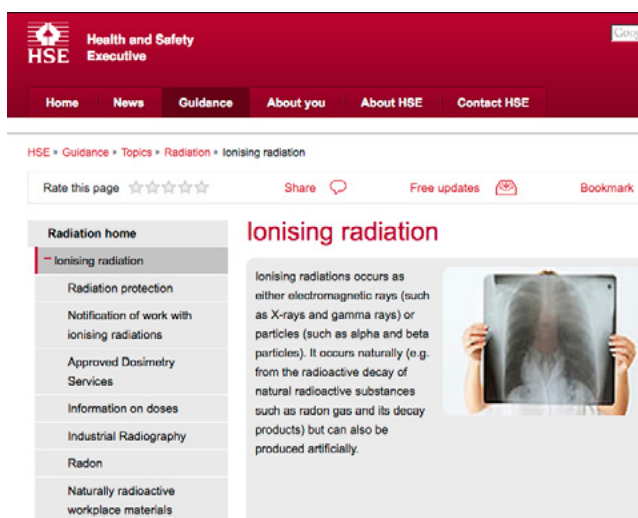 Health and Safety
HSE Executive
Home News Guidance About you About HSE Contact HSE
HSE » Guidance » Topics » Radiation » Ionising radiation
Rate this page Share Free updates Bookmark
Radiation home
Ionising radiation
− Ionising radiation
Radiation protection
Notification of work with
ionising radiations
Approved Dosimetry
Services
Information on doses
Industrial Radiography
Radon
Naturally radioactive
workplace materials
Ionising radiations occurs as
either electromagnetic rays (such
as X-rays and gamma rays) or
particles (such as alpha and beta
particles). It occurs naturally (e.g.
from the radioactive decay of
natural radioactive substances
such as radon gas and its decay
products) but can also be
produced artificially.